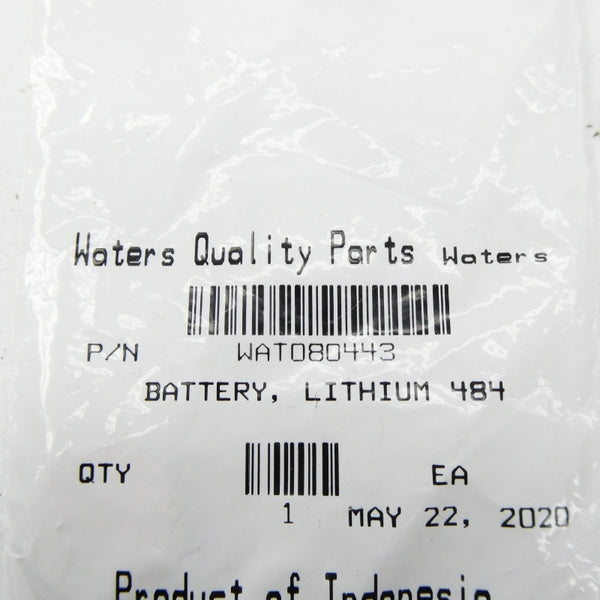 Waters Quality Parts Waters
P/N WAT080443
BATTERY, LITHIUM 484
QTY EA
1 MAY 22, 2020
Product of Indonesia